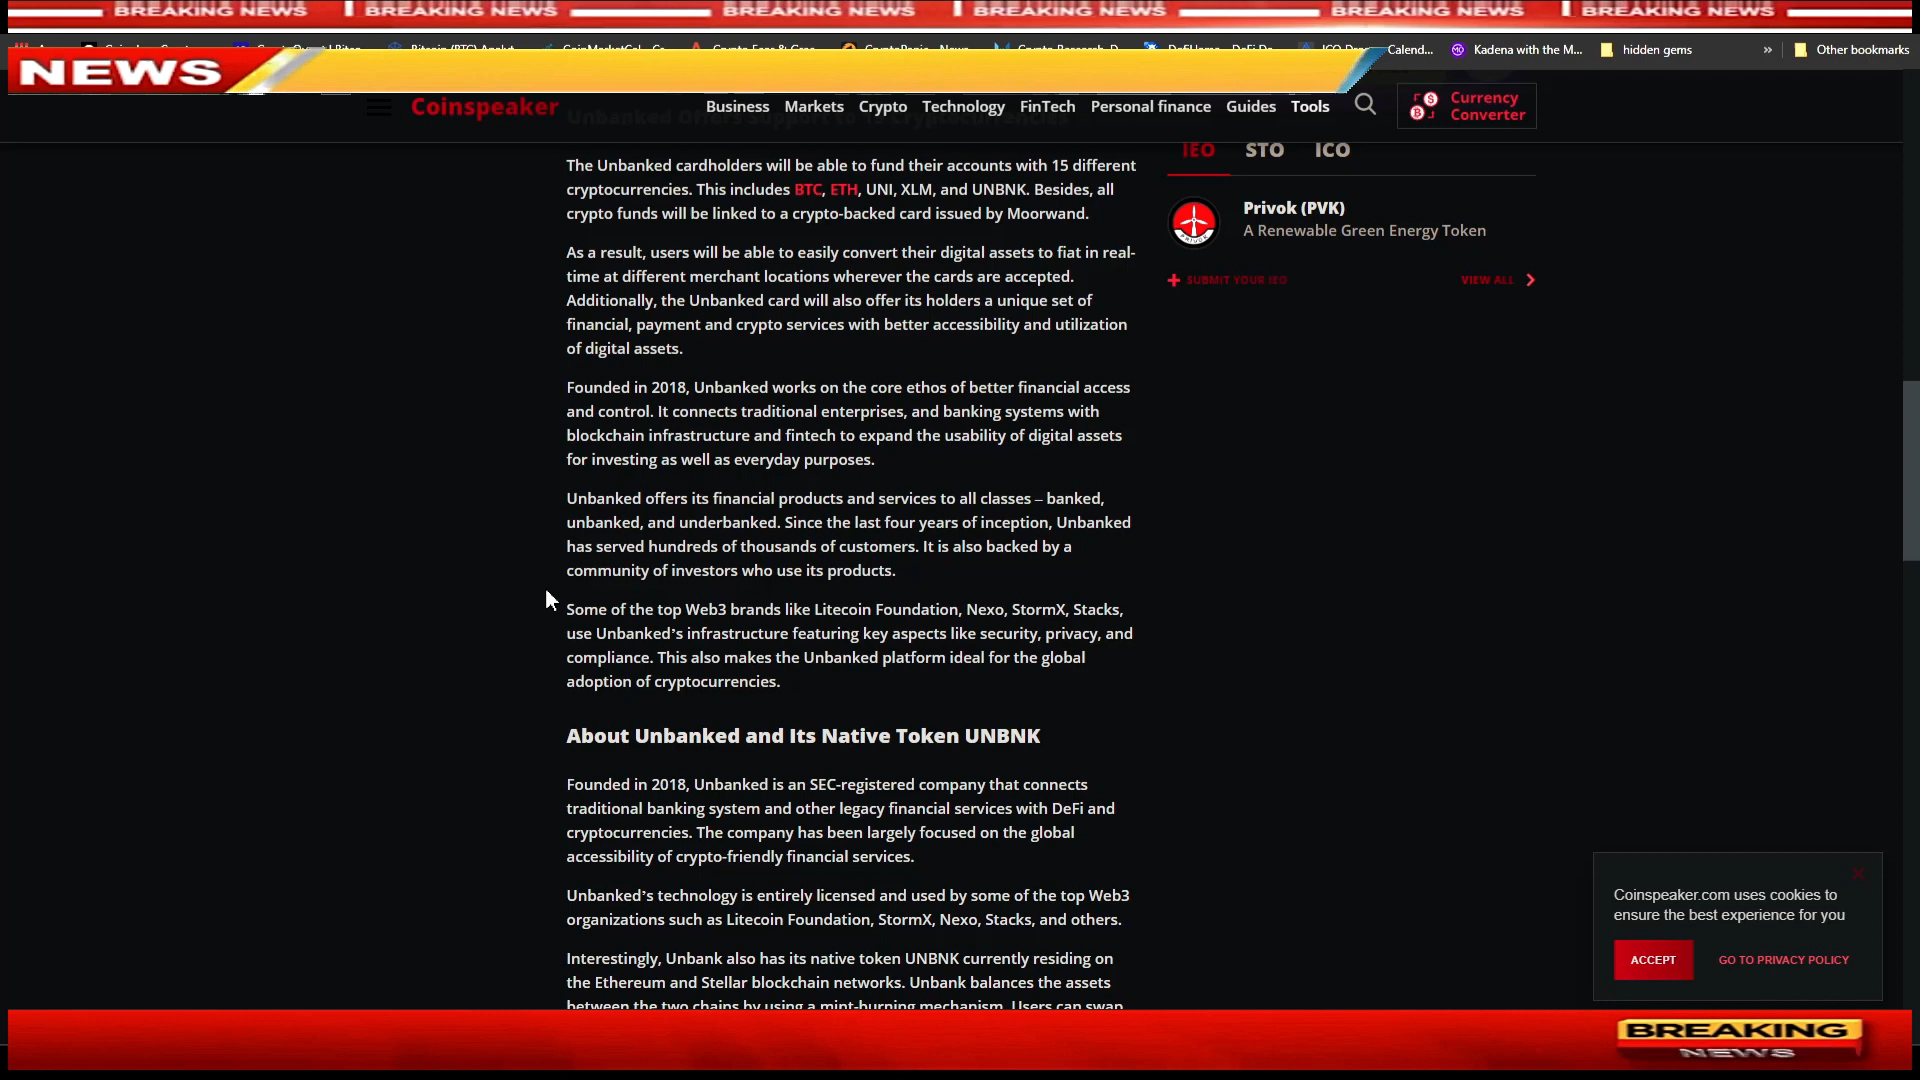 BREAKING NEWS BREAKING NEWS BREAKING NEWS BREAKING NEWS BREAKING NEWS BREAKING NEWS
Calend... Kadena with the M... hidden gems » Other bookmarks
NEWS
Coinspeaker
Business Markets Crypto Technology FinTech Personal finance Guides Tools
Currency
Converter
Unbanked Offers Support to 15 Cryptocurrencies
The Unbanked cardholders will be able to fund their accounts with 15 different
cryptocurrencies. This includes BTC, ETH, UNI, XLM, and UNBNK. Besides, all
crypto funds will be linked to a crypto-backed card issued by Moorwand.
As a result, users will be able to easily convert their digital assets to fiat in real-
time at different merchant locations wherever the cards are accepted.
Additionally, the Unbanked card will also offer its holders a unique set of
financial, payment and crypto services with better accessibility and utilization
of digital assets.
Founded in 2018, Unbanked works on the core ethos of better financial access
and control. It connects traditional enterprises, and banking systems with
blockchain infrastructure and fintech to expand the usability of digital assets
for investing as well as everyday purposes.
Unbanked offers its financial products and services to all classes – banked,
unbanked, and underbanked. Since the last four years of inception, Unbanked
has served hundreds of thousands of customers. It is also backed by a
community of investors who use its products.
Some of the top Web3 brands like Litecoin Foundation, Nexo, StormX, Stacks,
use Unbanked's infrastructure featuring key aspects like security, privacy, and
compliance. This also makes the Unbanked platform ideal for the global
adoption of cryptocurrencies.
About Unbanked and Its Native Token UNBNK
Founded in 2018, Unbanked is an SEC-registered company that connects
traditional banking system and other legacy financial services with DeFi and
cryptocurrencies. The company has been largely focused on the global
accessibility of crypto-friendly financial services.
Unbanked's technology is entirely licensed and used by some of the top Web3
organizations such as Litecoin Foundation, StormX, Nexo, Stacks, and others.
Interestingly, Unbank also has its native token UNBNK currently residing on
the Ethereum and Stellar blockchain networks. Unbank balances the assets
between the two chains by using a mint-burning mechanism. Users can swap
IEO STO ICO
Privok (PVK)
A Renewable Green Energy Token
+ SUBMIT YOUR IEO VIEW ALL
Coinspeaker.com uses cookies to
ensure the best experience for you
ACCEPT GO TO PRIVACY POLICY
BREAKING
NEWS